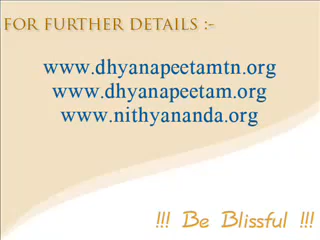 FOR FURTHER DETAILS :-
www.dhyanapeetamtn.org
www.dhyanapeetam.org
www.nithyananda.org
!!! Be Blissful !!!